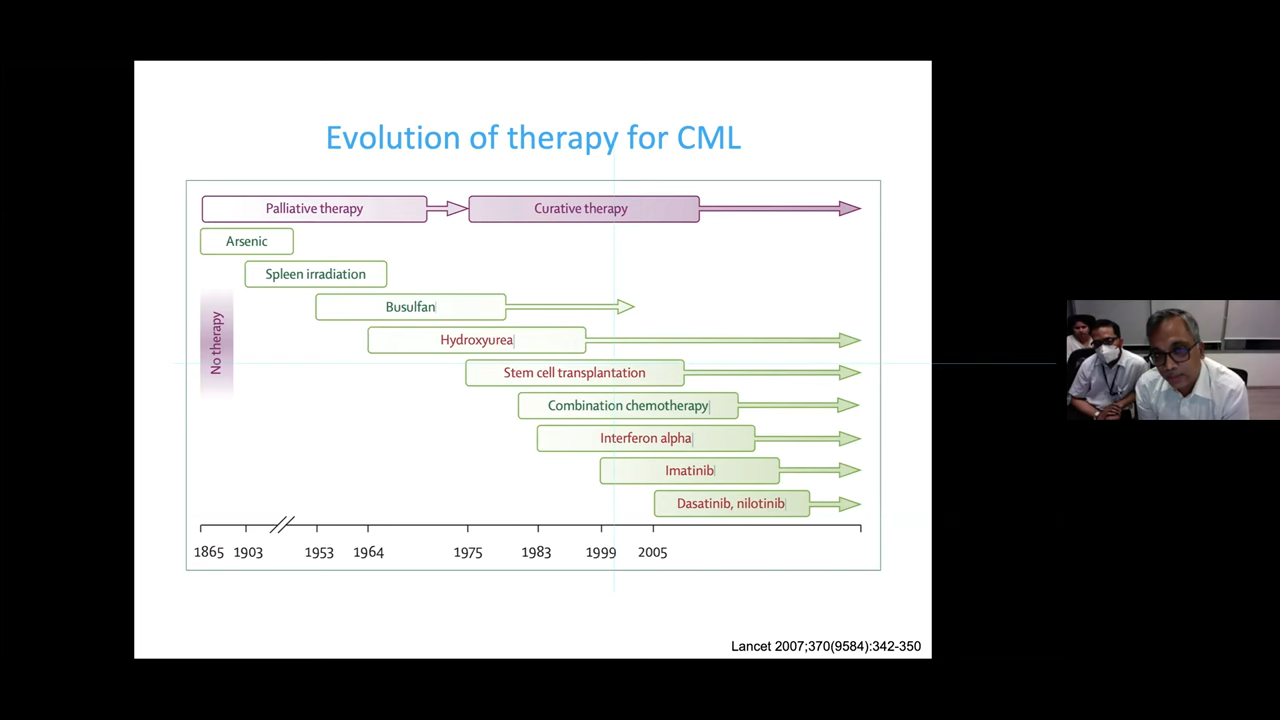 Evolution of therapy for CML
Palliative therapy
Curative therapy
Arsenic
Spleen irradiation
Busulfan
No therapy
Hydroxyurea
Stem cell transplantation
Combination chemotherapy
Interferon alpha
Imatinib
Dasatinib, nilotinib
1865 1903 1953 1964 1975 1983 1999 2005
Lancet 2007;370(9584):342-350